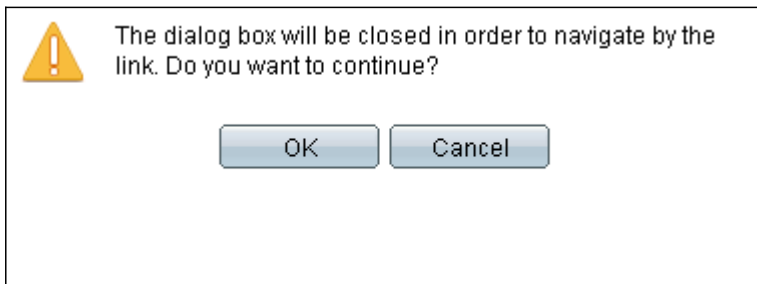 The dialog box will be closed in order to navigate by the
link. Do you want to continue?
OK Cancel